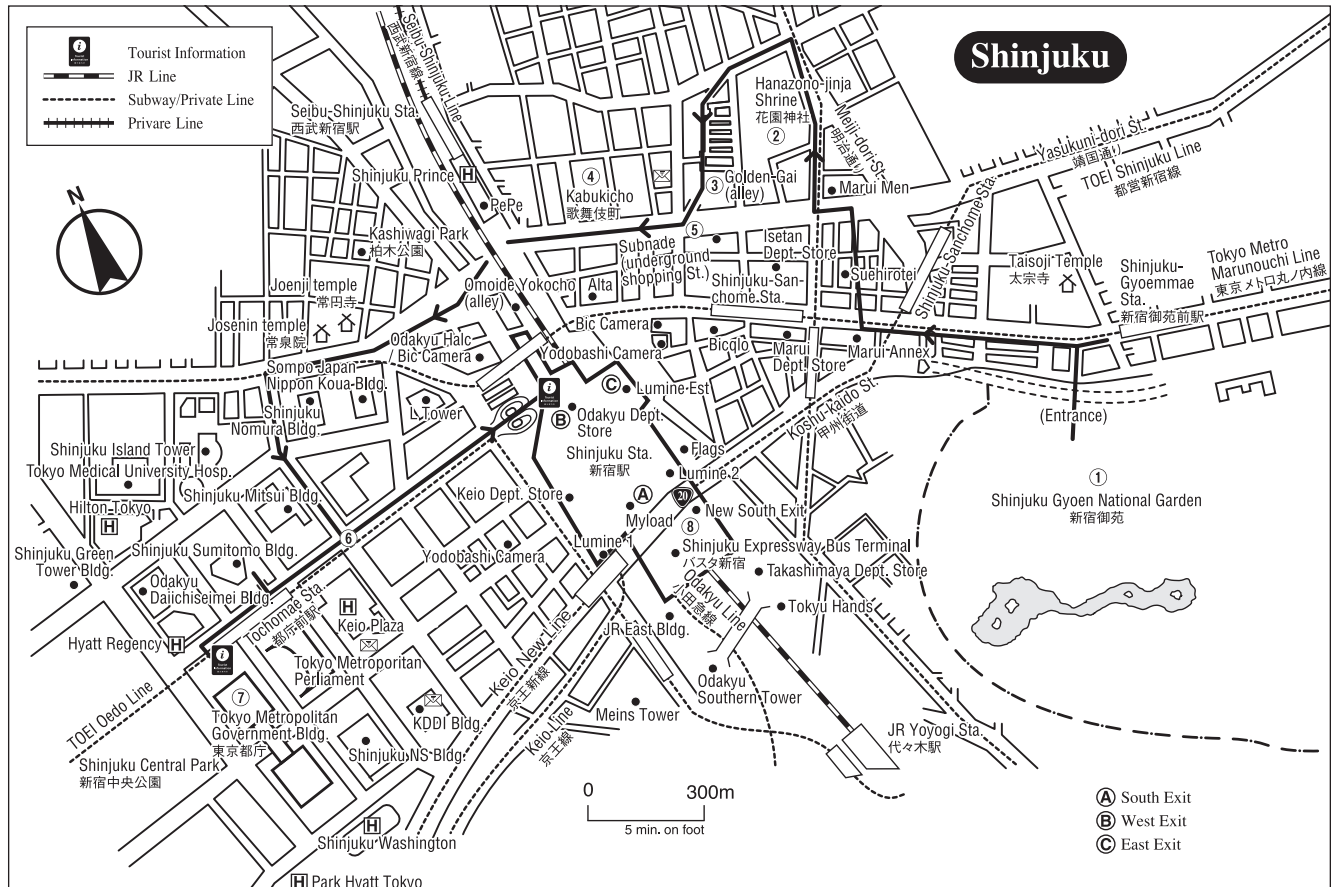 Shinjuku
Tourist Information
JR Line
Subway/Private Line
Privare Line
N
Seibu-Shinjuku-Line
西武新宿線
Seibu-Shinjuku Sta.
西武新宿駅
Shinjuku Prince
H
PePe
Kashiwagi Park
柏木公園
Joenji temple
常円寺
Josenin temple
常泉院
Omoide Yokocho
(alley)
④
Kabukicho
歌舞伎町
Hanazono-jinja
Shrine
花園神社
②
③
Golden-Gai
(alley)
⑤
Subnade
(underground
shopping St.)
Meiji-dori-St.
明治通り
Marui Men
Yasukuni-dori St.
靖国通り
TOEI Shinjuku Line
都営新宿線
Isetan
Dept. Store
Suehirotei
Shinjuku-Sanchome-Sta.
Taisoji Temple
太宗寺
Shinjuku-
Gyoemmae
Sta.
新宿御苑前駅
Tokyo Metro
Marunouchi Line
東京メトロ丸ノ内線
Alta
Shinjuku-San-
chome.Sta.
Bic Camera
Yodobashi Camera
Bicqlo
Marui
Dept. Store
Marui Annex
Odakyu Halc
Bic Camera
Sompo Japan
Nippon Koua-Bldg.
Shinjuku
Nomura Bldg.
L Tower
i
Tourist
Information
B
C
Lumine Est
Odakyu Dept.
Store
Shinjuku Sta.
新宿駅
Koshu-kaido St.
甲州街道
(Entrance)
①
Shinjuku Gyoen National Garden
新宿御苑
Flags
Lumine 2
A
20
Myload
New South Exit
⑧
Shinjuku Expressway Bus Terminal
バスタ新宿
Takashimaya Dept. Store
Tokyu Hands
Shinjuku Island Tower
Tokyo Medical University Hosp.
Shinjuku Mitsui Bldg.
Hilton-Tokyo
H
Keio Dept. Store
Lumine 1
⑥
Shinjuku Green
Tower Bldg.
Shinjuku Sumitomo Bldg.
Odakyu
Daiichiseimei Bldg.
Yodobashi Camera
Tochomae Sta.
都庁前駅
H
Keio Plaza
Hyatt Regency
H
Odakyu Line
小田急線
JR East Bldg.
Odakyu
Southern Tower
Tokyo Metroporitan
Perliament
⑦
Tokyo Metropolitan
Government Bldg.
東京都庁
TOEI Oedo Line
Shinjuku Central Park
新宿中央公園
KDDI Bldg.
Shinjuku NS Bldg.
Keio New Line
京王新線
Keio-Line
京王線
Meins Tower
JR Yoyogi Sta.
代々木駅
0 300m
5 min. on foot
H
Shinjuku Washington
H Park Hyatt Tokyo
A South Exit
B West Exit
C East Exit